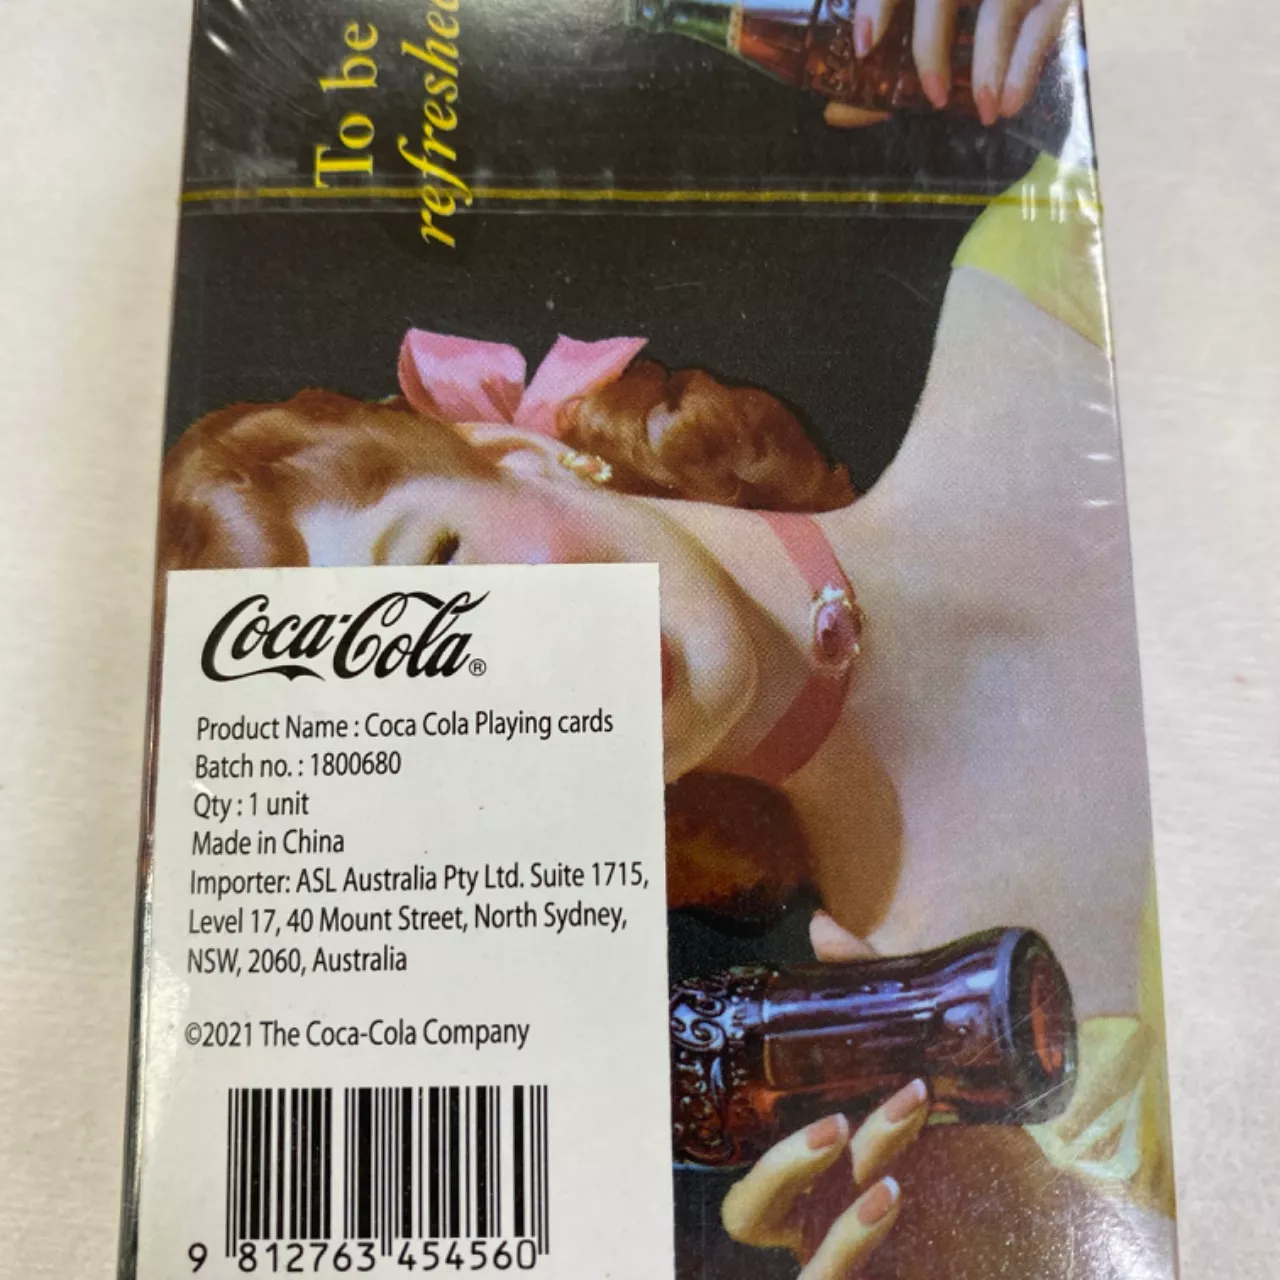 To be
refreshed
Coca-Cola®
Product Name : Coca Cola Playing cards
Batch no. : 1800680
Qty : 1 unit
Made in China
Importer: ASL Australia Pty Ltd. Suite 1715,
Level 17, 40 Mount Street, North Sydney,
NSW, 2060, Australia
©2021 The Coca-Cola Company
9 812763 454560